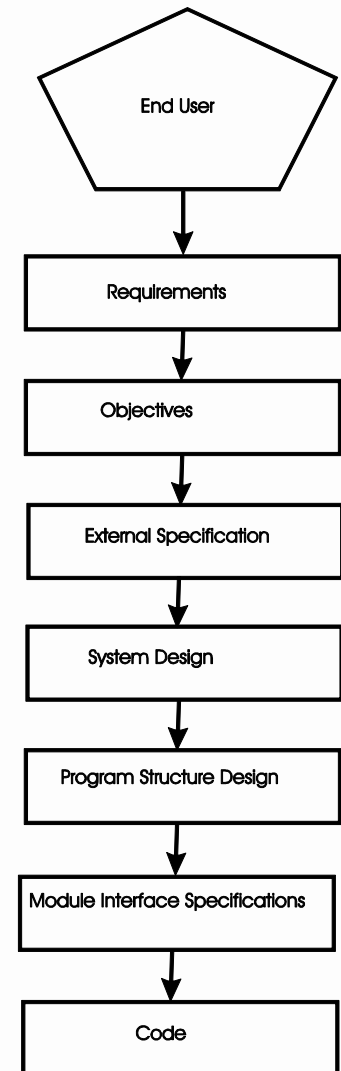 End User
Requirements
Objectives
External Specification
System Design
Program Structure Design
Module Interface Specifications
Code